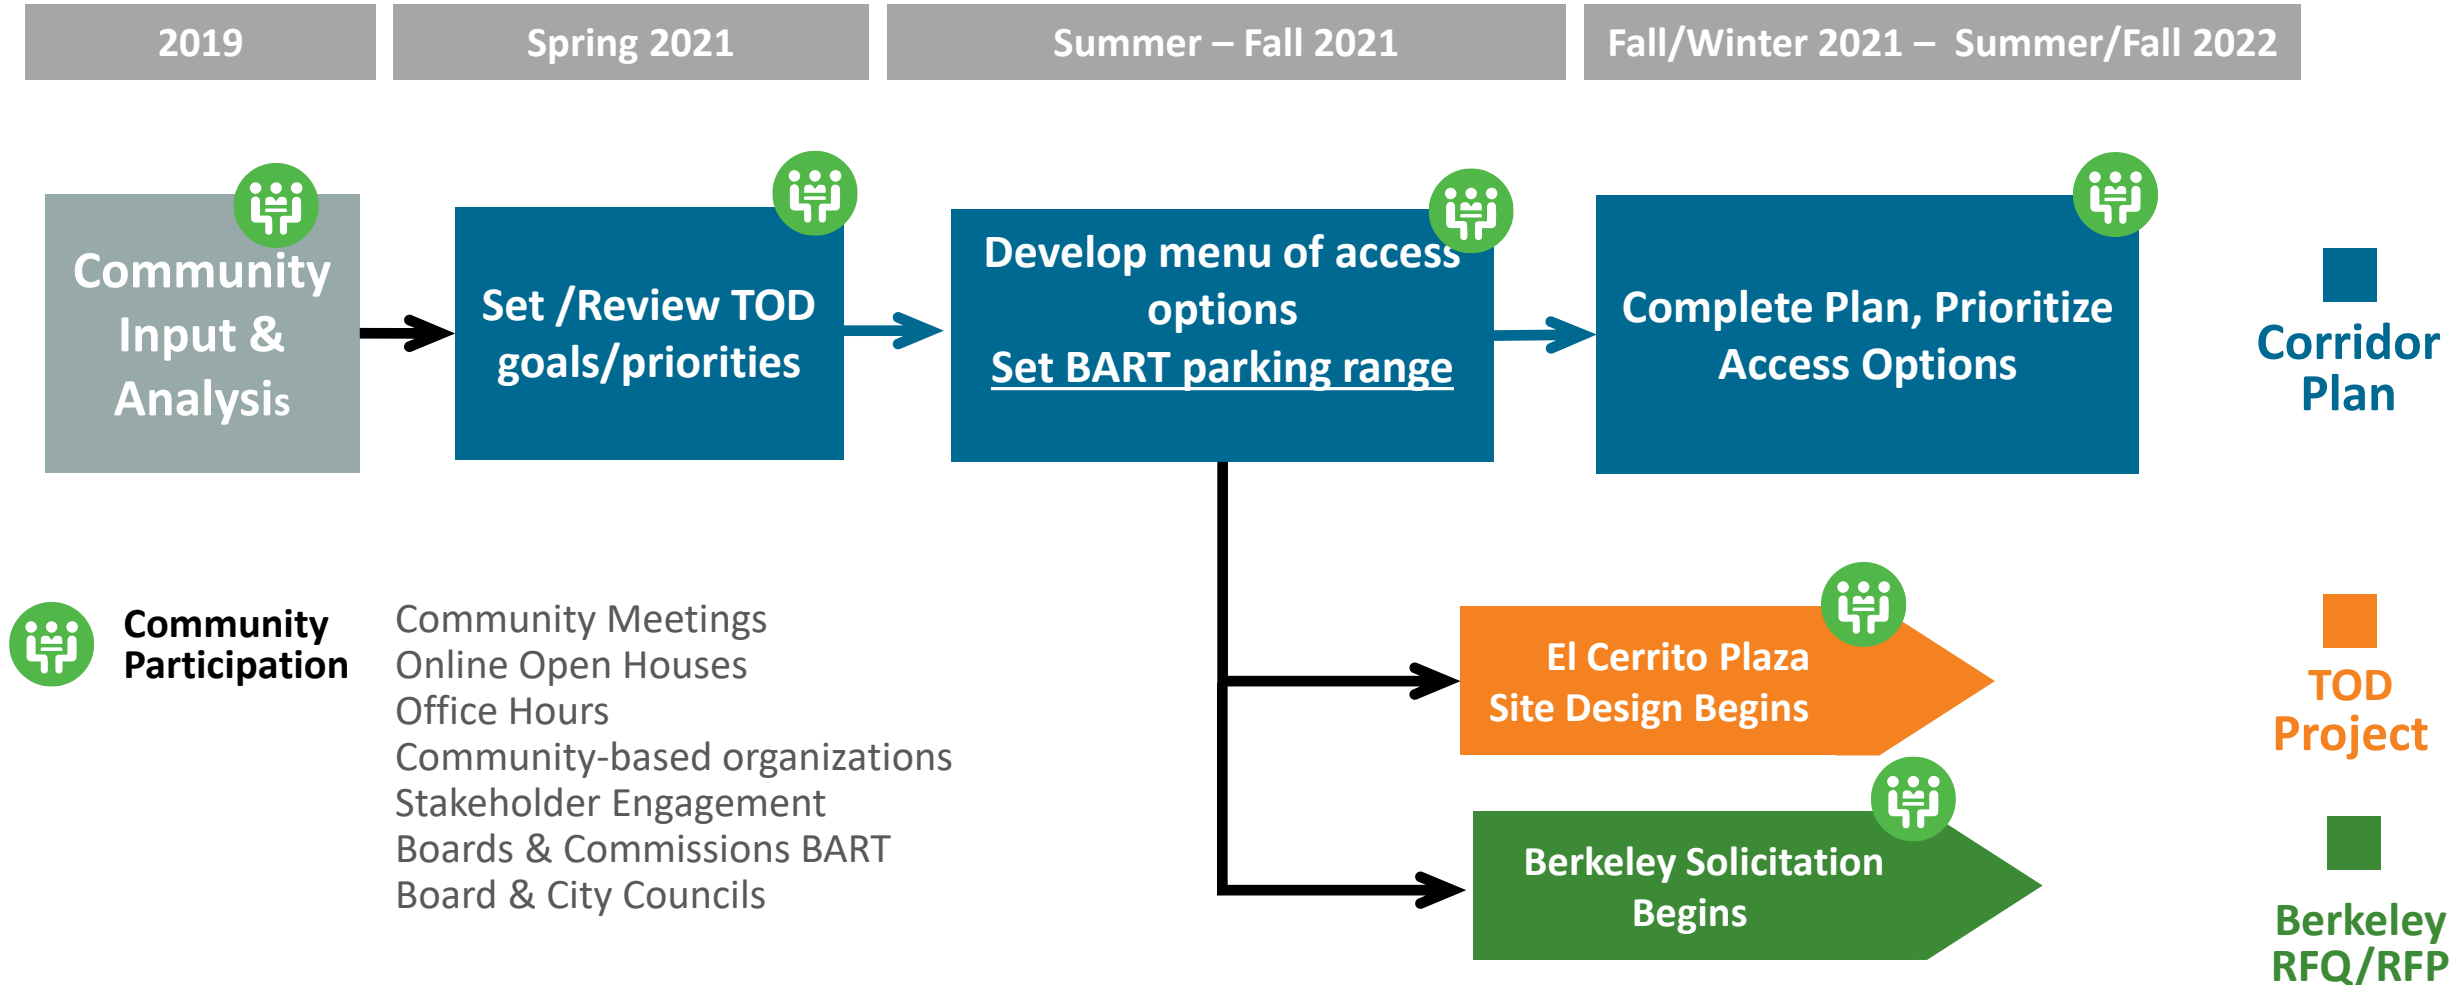 2019
Spring 2021
Summer – Fall 2021
Fall/Winter 2021 – Summer/Fall 2022
Community
Input &
Analysis
Set /Review TOD
goals/priorities
Develop menu of access
options
Set BART parking range
Complete Plan, Prioritize
Access Options
Corridor
Plan
Community
Participation
Community Meetings
Online Open Houses
Office Hours
Community-based organizations
Stakeholder Engagement
Boards & Commissions BART
Board & City Councils
El Cerrito Plaza
Site Design Begins
TOD
Project
Berkeley Solicitation
Begins
Berkeley
RFQ/RFP